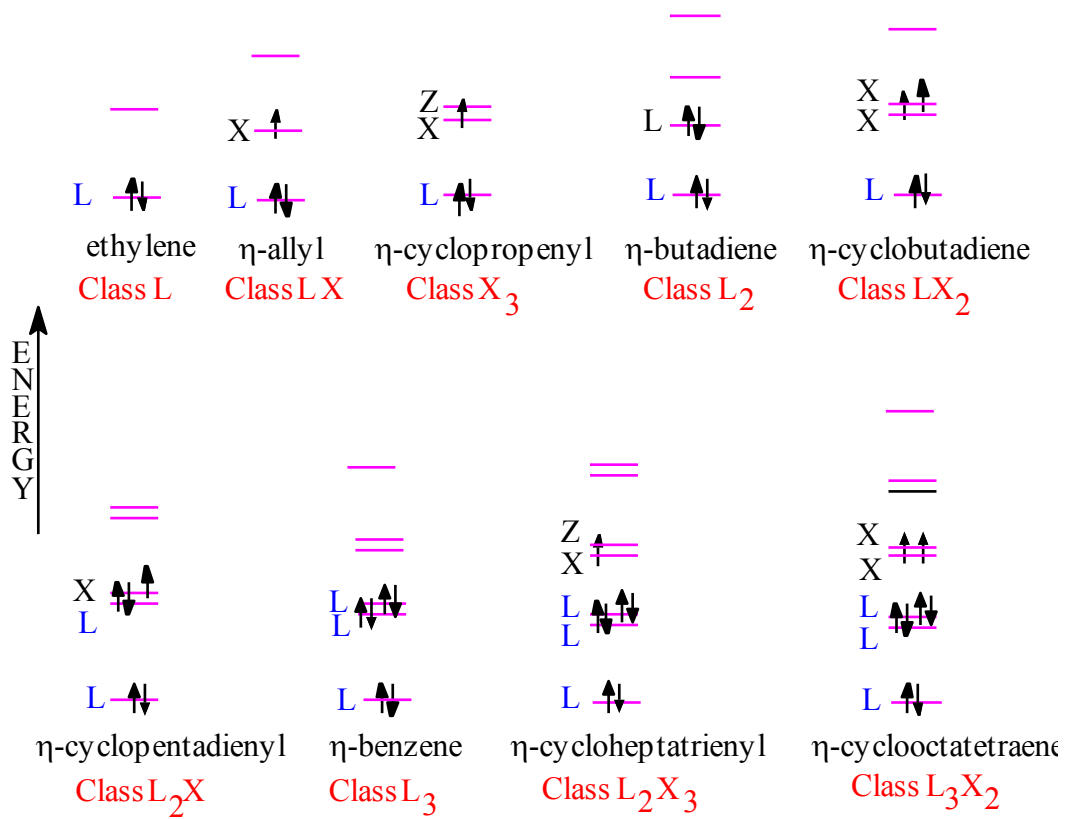 X
Z
X
L
X
X
L
L
L
L
L
ethylene
η-allyl
η-cyclopropenyl
η-butadiene
η-cyclobutadiene
Class L
Class L X
Class X3
Class L2
Class LX2
ENERGY
X
L
L
L
L
L
Z
X
L
L
L
X
X
L
L
L
η-cyclopentadienyl
η-benzene
η-cycloheptatrienyl
η-cyclooctatetraene
Class L2X
Class L3
Class L2X3
Class L3X2